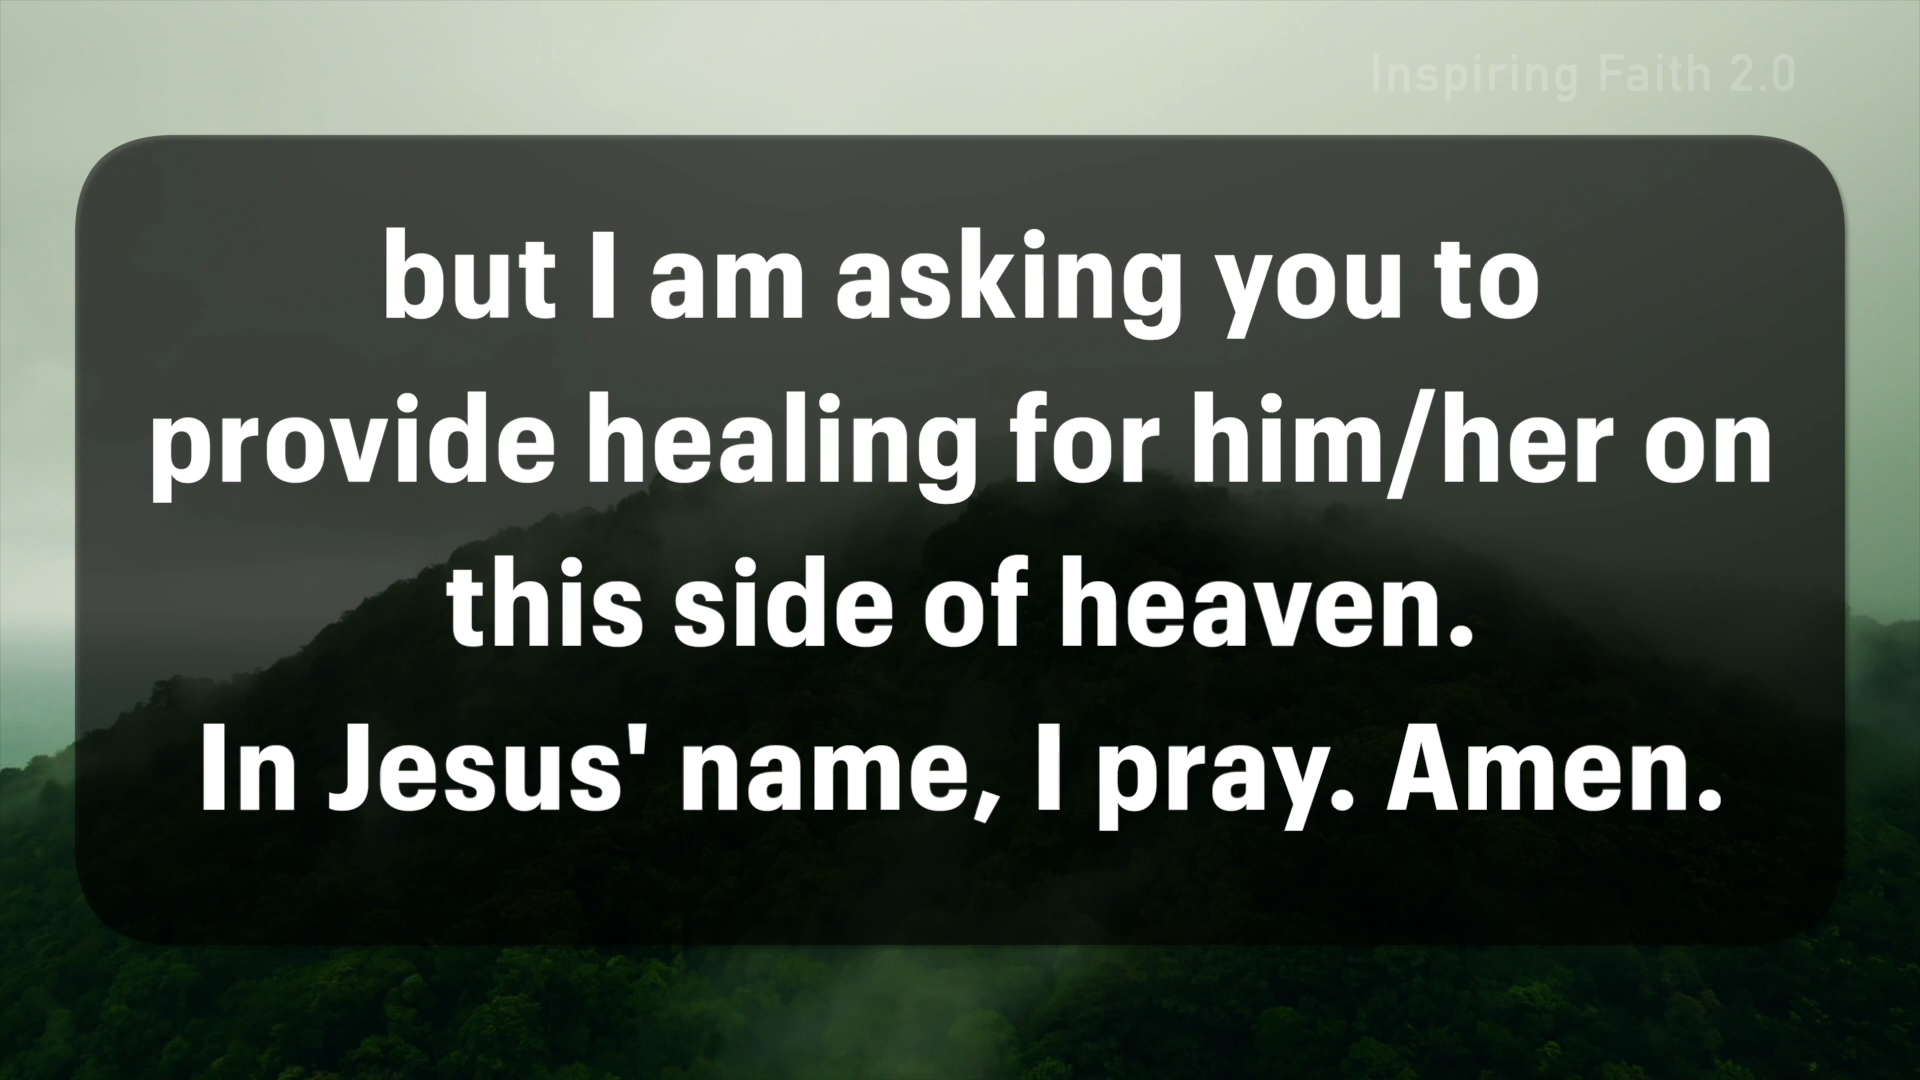 Inspiring Faith 2.0
but I am asking you to
provide healing for him/her on
this side of heaven.
In Jesus' name, I pray. Amen.